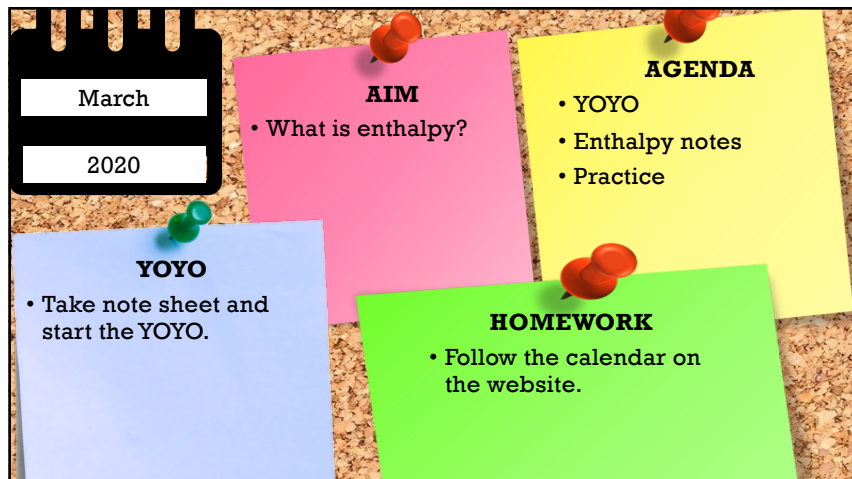 March
2020
AIM
• What is enthalpy?
AGENDA
• YOYO
• Enthalpy notes
• Practice
YOYO
• Take note sheet and
start the YOYO.
HOMEWORK
• Follow the calendar on
the website.